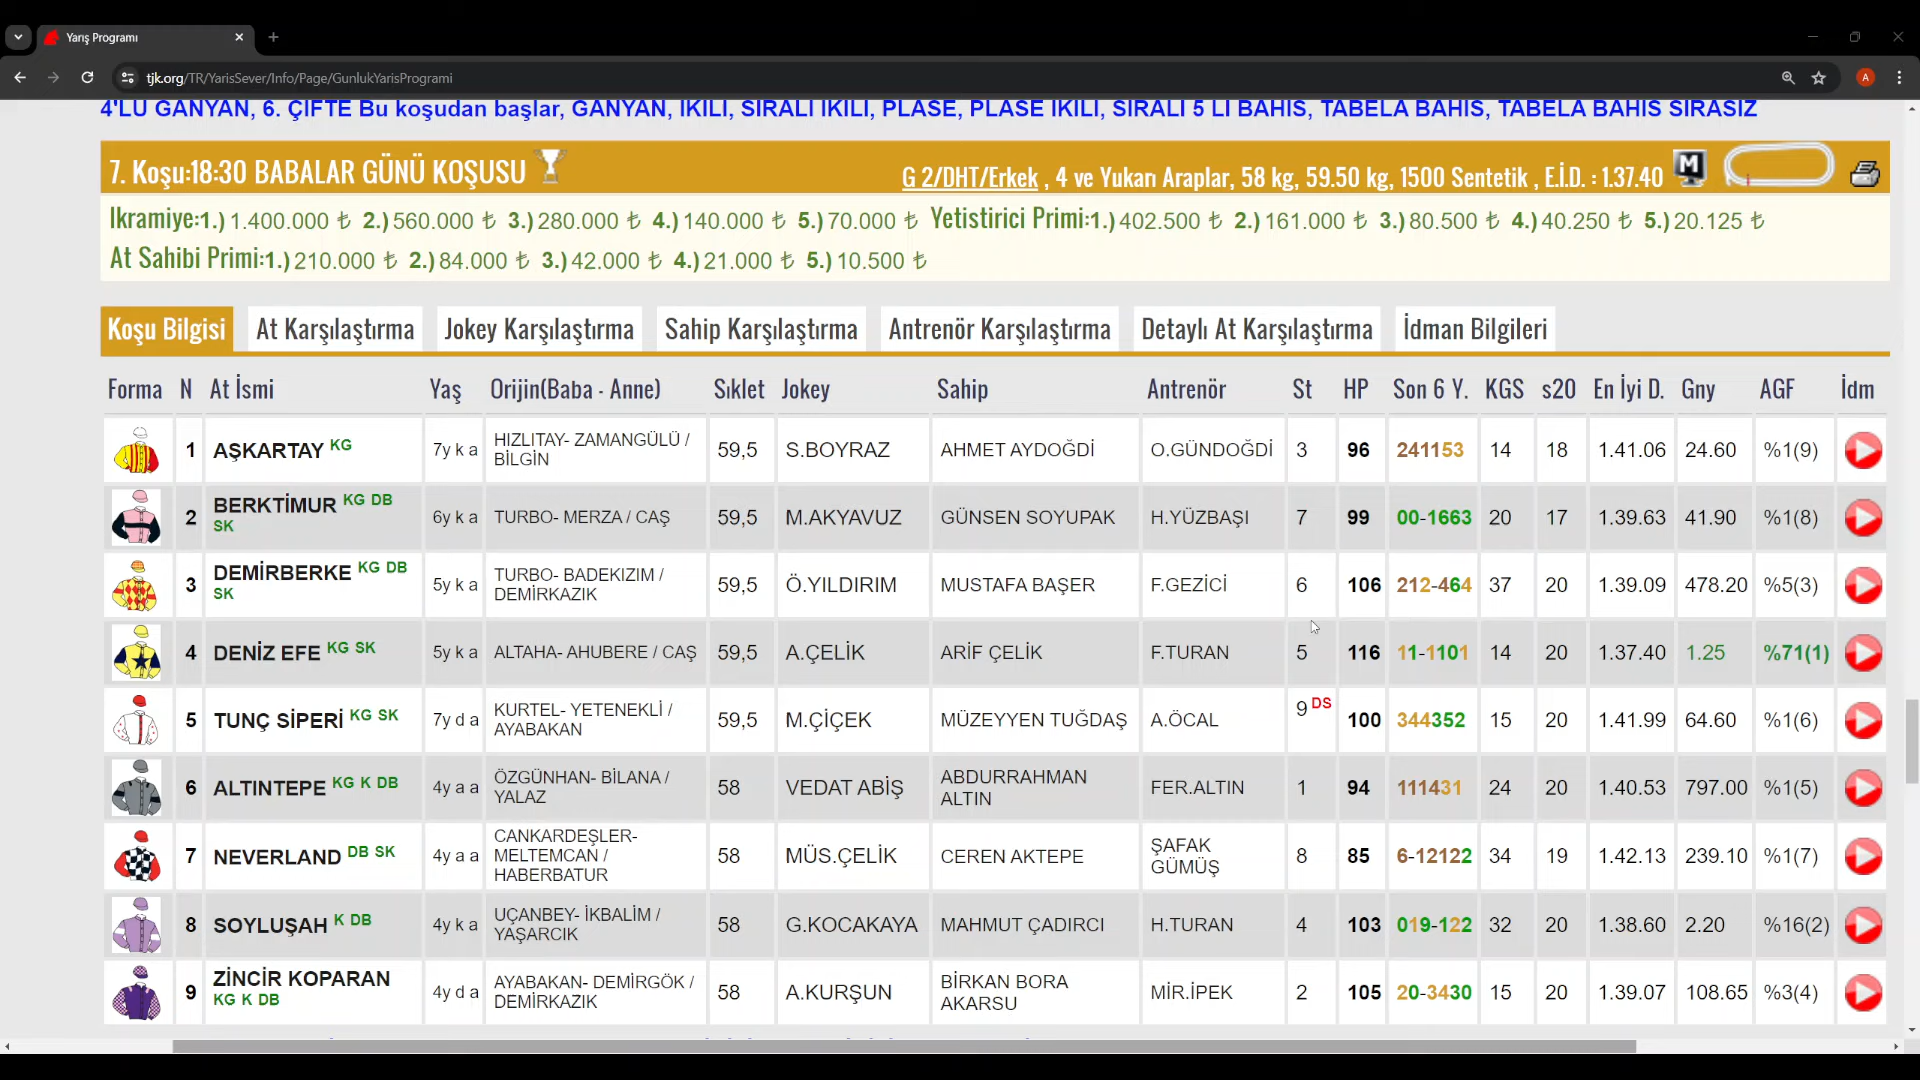 Yarış Programı
tjk.org/TR/YarisSever/Info/Page/GunlukYarisProgrami
A
4'LÜ GANYAN, 6. ÇİFTE Bu koşudan başlar, GANYAN, İKİLİ, SIRALI İKİLİ, PLASE, PLASE İKİLİ, SIRALI 5 Lİ BAHİS, TABELA BAHİS, TABELA BAHİS SIRASIZ
7. Koşu:18:30 BABALAR GÜNÜ KOŞUSU
G 2/DHT/Erkek , 4 ve Yukarı Araplar, 58 kg, 59.50 kg, 1500 Sentetik , E.İ.D. : 1.37.40 M
Ikramiye:1.) 1.400.000 ₺ 2.) 560.000 ₺ 3.) 280.000 ₺ 4.) 140.000 ₺ 5.) 70.000 ₺ Yetistirici Primi:1.) 402.500 ₺ 2.) 161.000 ₺ 3.) 80.500 ₺ 4.) 40.250 ₺ 5.) 20.125 ₺
At Sahibi Primi:1.) 210.000 ₺ 2.) 84.000 ₺ 3.) 42.000 ₺ 4.) 21.000 ₺ 5.) 10.500 ₺
Koşu Bilgisi At Karşılaştırma Jokey Karşılaştırma Sahip Karşılaştırma Antrenör Karşılaştırma Detaylı At Karşılaştırma İdman Bilgileri
Forma N At İsmi Yaş Orijin(Baba - Anne) Sıklet Jokey Sahip Antrenör St HP Son 6 Y. KGS s20 En İyi D. Gny AGF İdm
1 AŞKARTAY KG 7y k a HIZLITAY- ZAMANGÜLÜ / BİLGİN 59,5 S.BOYRAZ AHMET AYDOĞDİ O.GÜNDOĞDİ 3 96 241153 14 18 1.41.06 24.60 %1(9)
2 BERKTİMUR KG DB SK 6y k a TURBO- MERZA / CAŞ 59,5 M.AKYAVUZ GÜNSEN SOYUPAK H.YÜZBAŞI 7 99 00-1663 20 17 1.39.63 41.90 %1(8)
3 DEMİRBERKE KG DB SK 5y k a TURBO- BADEKIZIM / DEMİRKAZIK 59,5 Ö.YILDIRIM MUSTAFA BAŞER F.GEZİCİ 6 106 212-464 37 20 1.39.09 478.20 %5(3)
4 DENİZ EFE KG SK 5y k a ALTAHA- AHUBERE / CAŞ 59,5 A.ÇELİK ARİF ÇELİK F.TURAN 5 116 11-1101 14 20 1.37.40 1.25 %71(1)
5 TUNÇ SİPERİ KG SK 7y d a KURTEL- YETENEKLİ / AYABAKAN 59,5 M.ÇİÇEK MÜZEYYEN TUĞDAŞ A.ÖCAL 9 DS 100 344352 15 20 1.41.99 64.60 %1(6)
6 ALTINTEPE KG K DB 4y a a ÖZGÜNHAN- BİLANA / YALAZ 58 VEDAT ABİŞ ABDURRAHMAN ALTIN FER.ALTIN 1 94 111431 24 20 1.40.53 797.00 %1(5)
7 NEVERLAND DB SK 4y a a CANKARDEŞLER- MELTEMCAN / HABERBATUR 58 MÜS.ÇELİK CEREN AKTEPE ŞAFAK GÜMÜŞ 8 85 6-12122 34 19 1.42.13 239.10 %1(7)
8 SOYLUŞAH K DB 4y k a UÇANBEY- İKBALİM / YAŞARCIK 58 G.KOCAKAYA MAHMUT ÇADIRCI H.TURAN 4 103 019-122 32 20 1.38.60 2.20 %16(2)
9 ZİNCİR KOPARAN KG K DB 4y d a AYABAKAN- DEMİRGÖK / DEMİRKAZIK 58 A.KURŞUN BİRKAN BORA AKARSU MİR.İPEK 2 105 20-3430 15 20 1.39.07 108.65 %3(4)